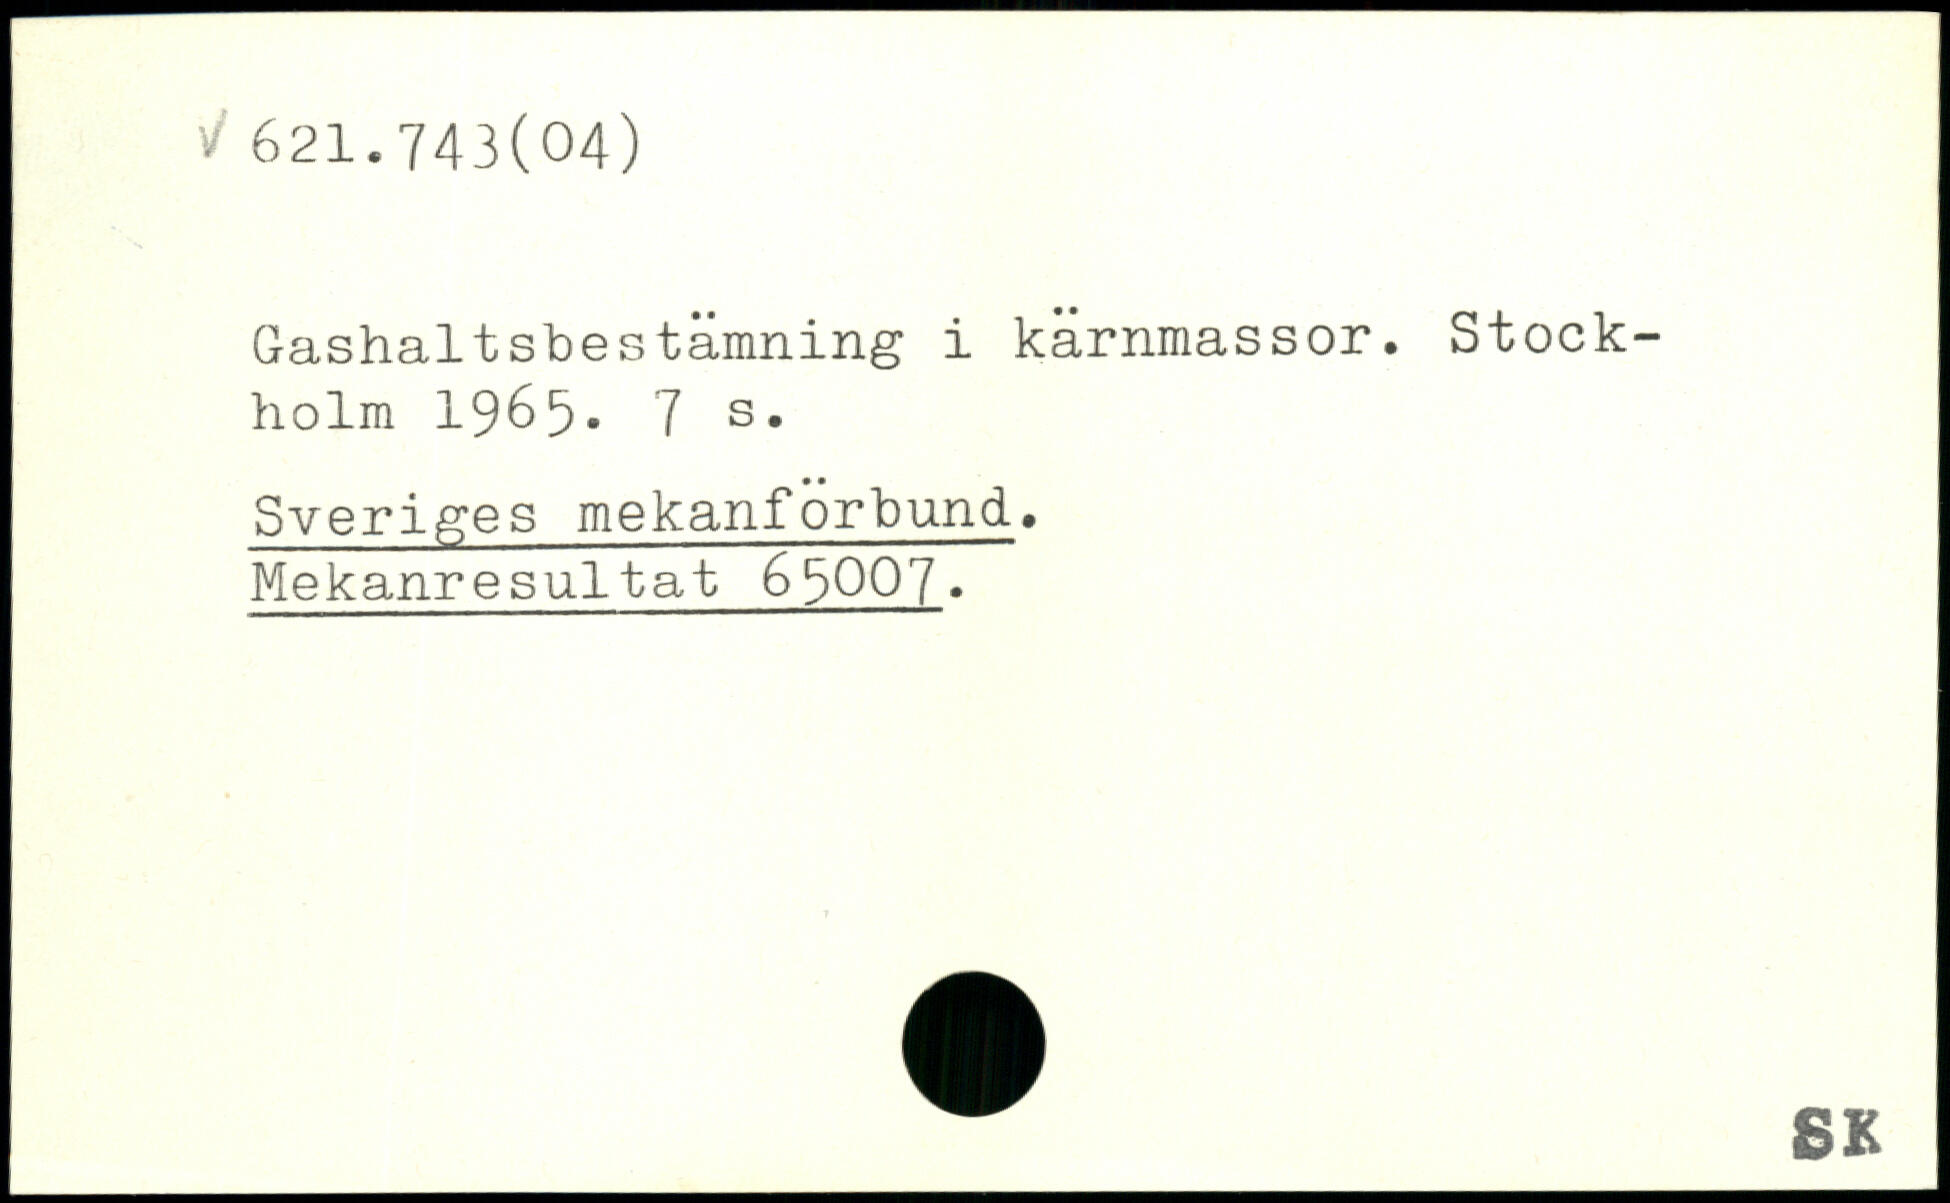 √ 621.743(04)
Gashaltsbestämning i kärnmassor. Stock-
holm 1965. 7 s.
Sveriges mekanförbund.
Mekanresultat 65007.
SK